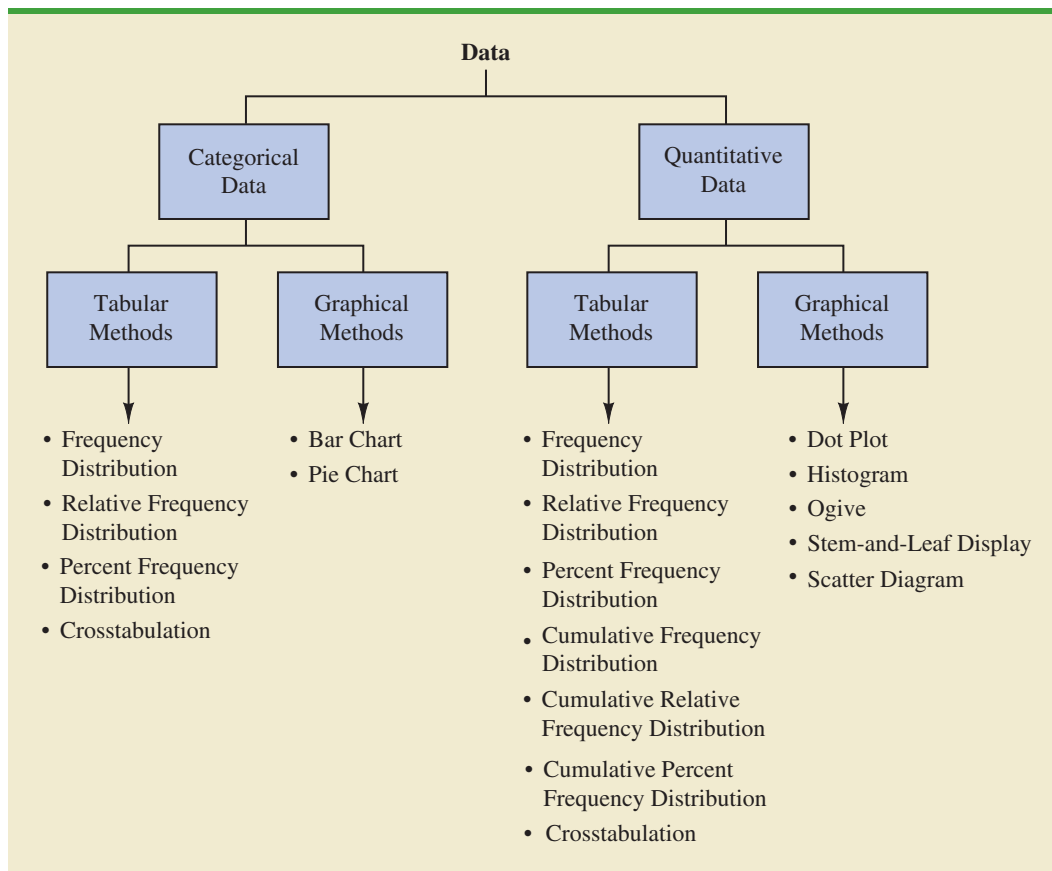 Data
Categorical
Data
Quantitative
Data
Tabular
Methods
Graphical
Methods
Tabular
Methods
Graphical
Methods
• Frequency
Distribution
• Relative Frequency
Distribution
• Percent Frequency
Distribution
• Crosstabulation
• Bar Chart
• Pie Chart
• Frequency
Distribution
• Relative Frequency
Distribution
• Percent Frequency
Distribution
• Cumulative Frequency
Distribution
• Cumulative Relative
Frequency Distribution
• Cumulative Percent
Frequency Distribution
• Crosstabulation
• Dot Plot
• Histogram
• Ogive
• Stem-and-Leaf Display
• Scatter Diagram